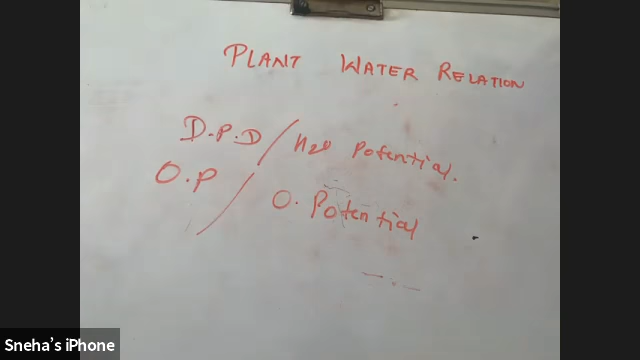 PLANT WATER RELATION
D.P.D / H2O Potential.
O.P / O. Potential
Sneha's iPhone